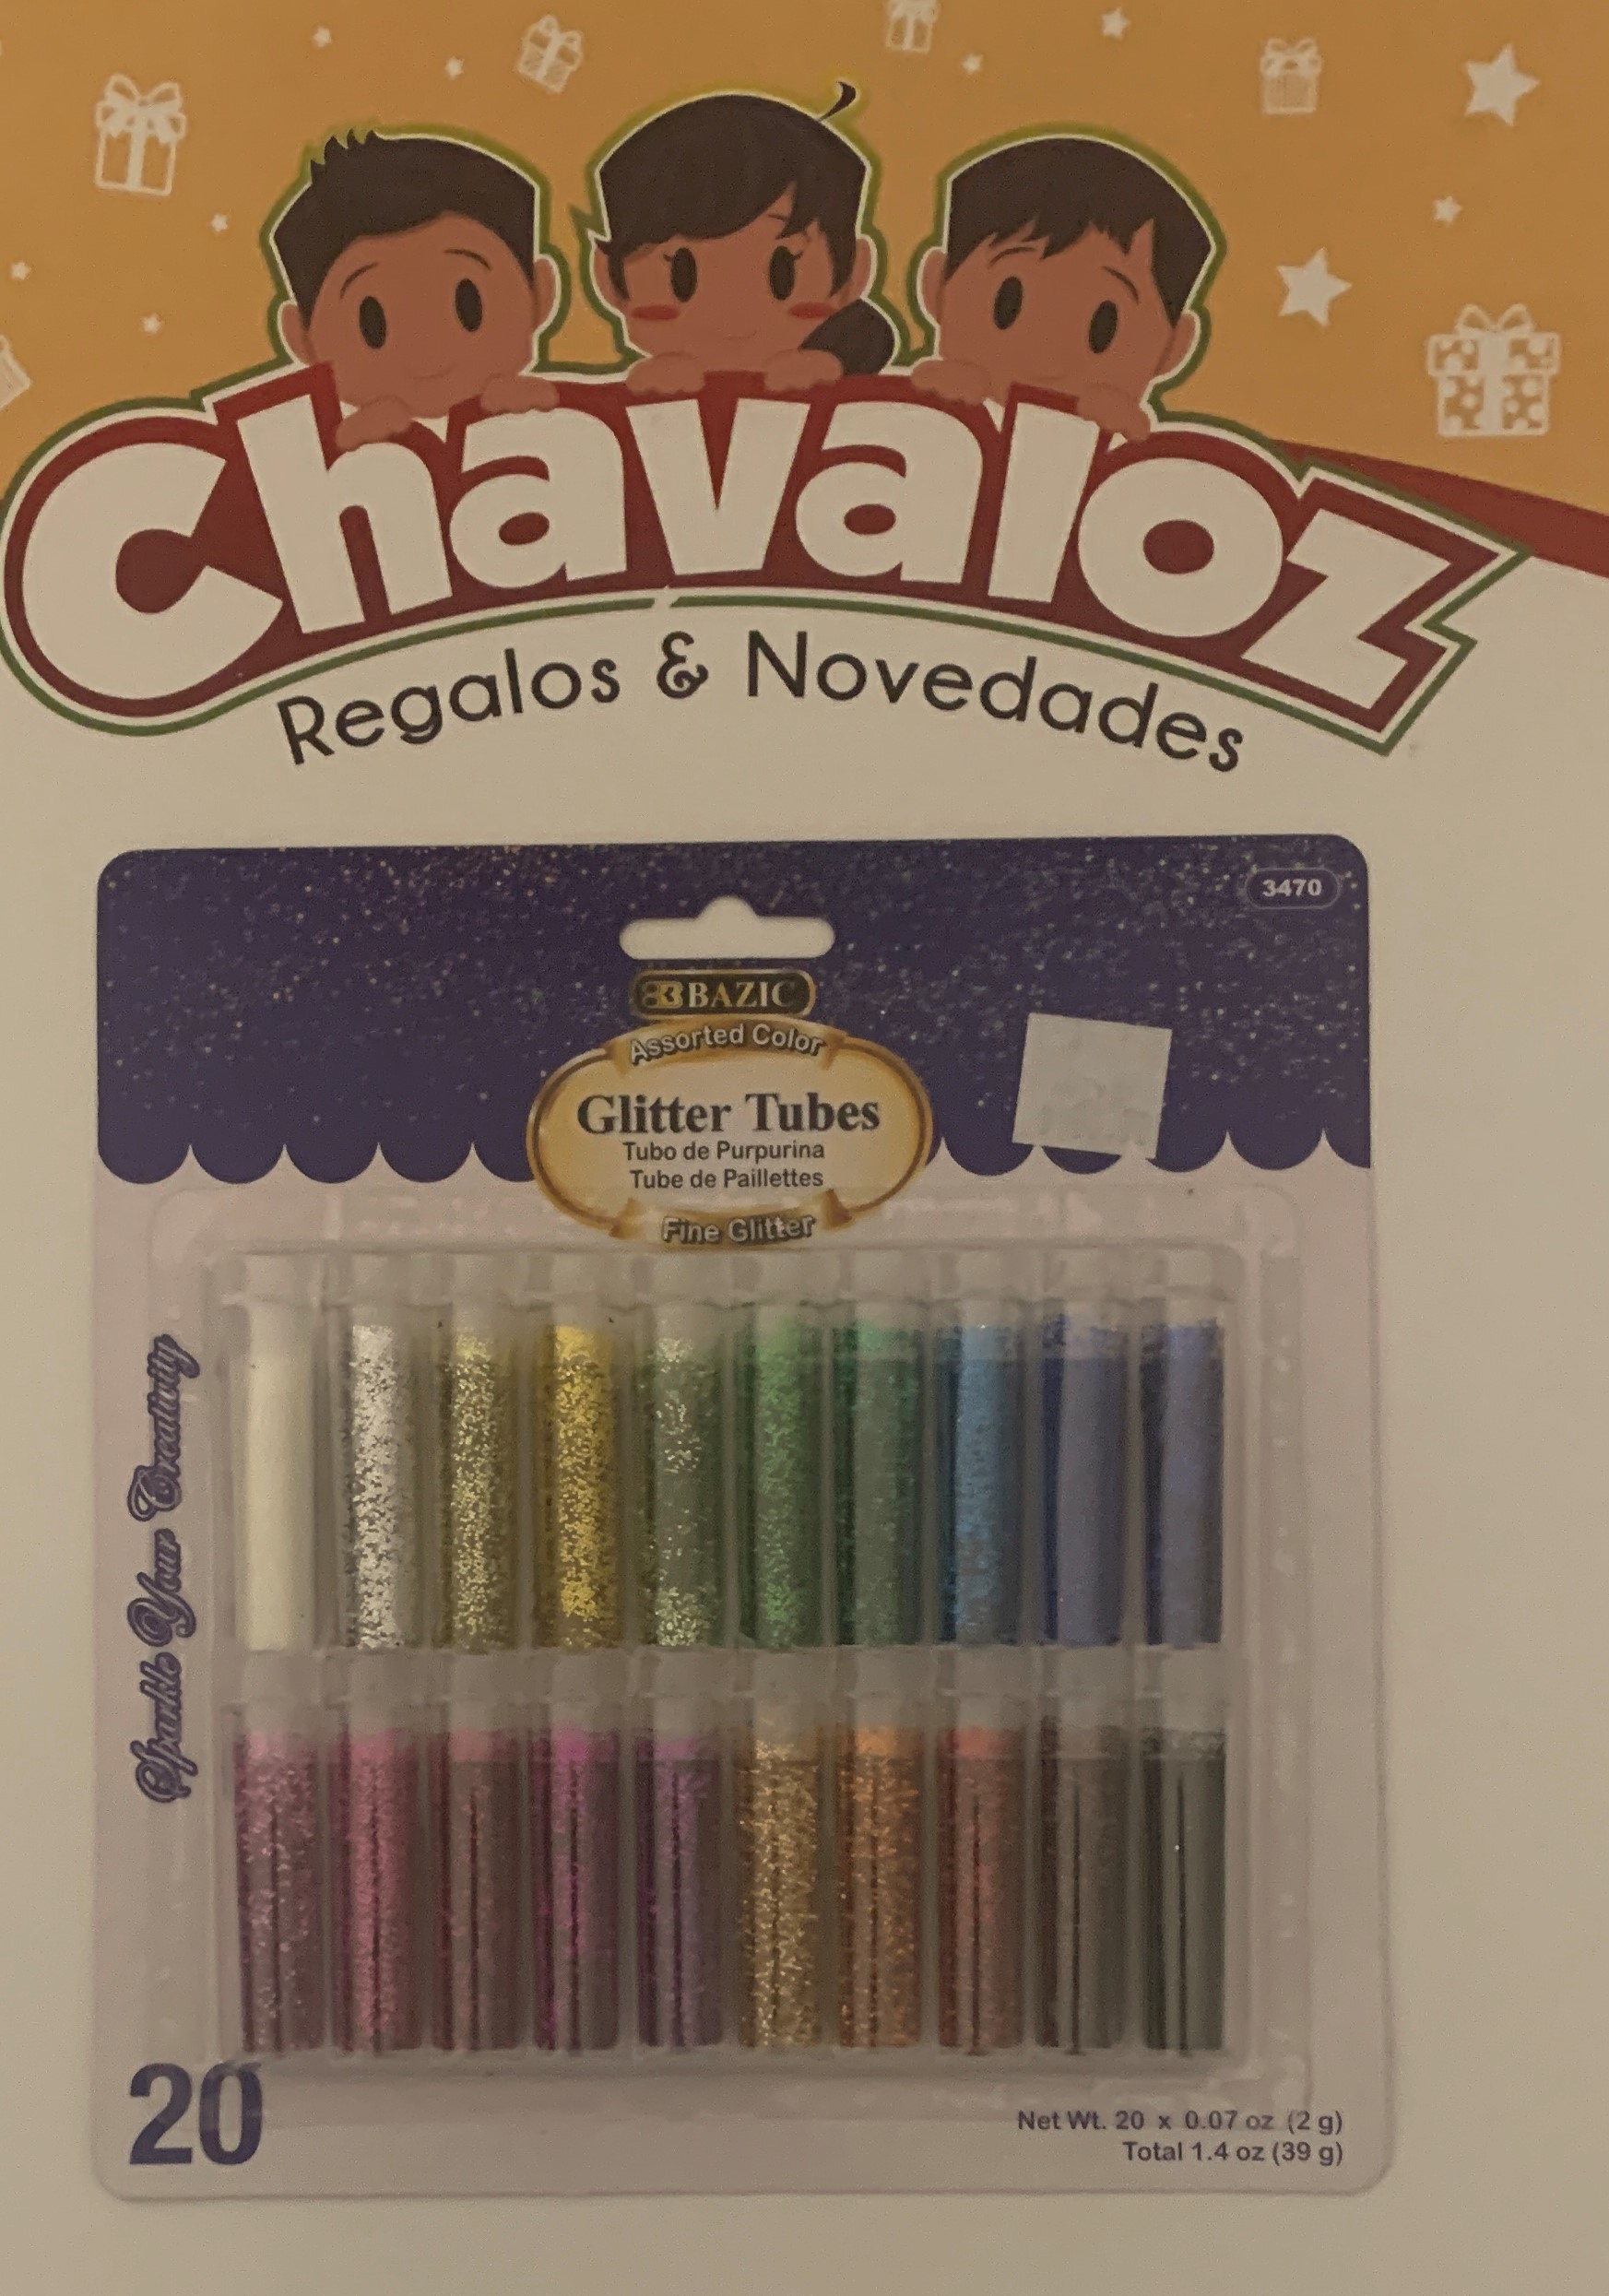 Chavaloz
Regalos & Novedades
3470
BAZIC
Assorted Color
Glitter Tubes
Tubo de Purpurina
Tube de Paillettes
Fine Glitter
Sparkle Your Creativity
20
Net Wt. 20 x 0.07 oz (2 g)
Total 1.4 oz (39 g)